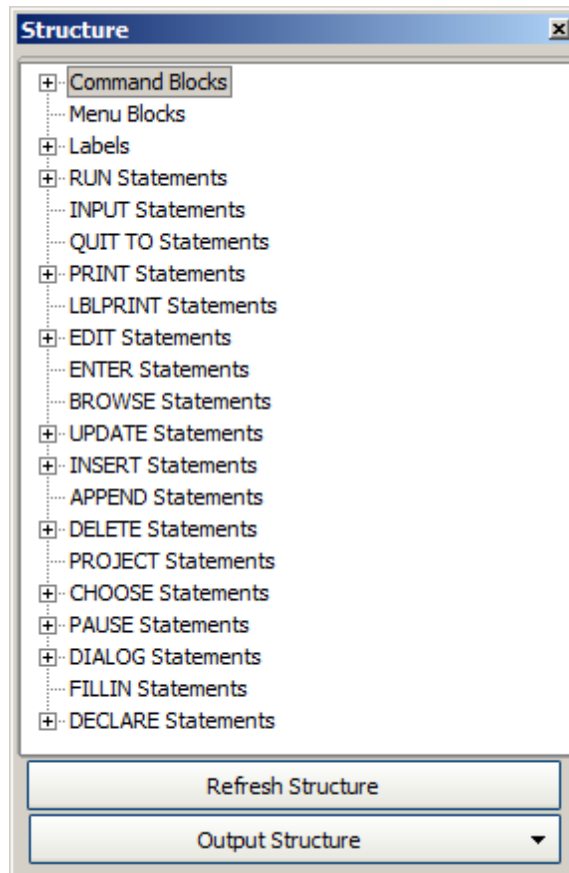 Structure
Command Blocks
Menu Blocks
Labels
RUN Statements
INPUT Statements
QUIT TO Statements
PRINT Statements
LBLPRINT Statements
EDIT Statements
ENTER Statements
BROWSE Statements
UPDATE Statements
INSERT Statements
APPEND Statements
DELETE Statements
PROJECT Statements
CHOOSE Statements
PAUSE Statements
DIALOG Statements
FILLIN Statements
DECLARE Statements
Refresh Structure
Output Structure